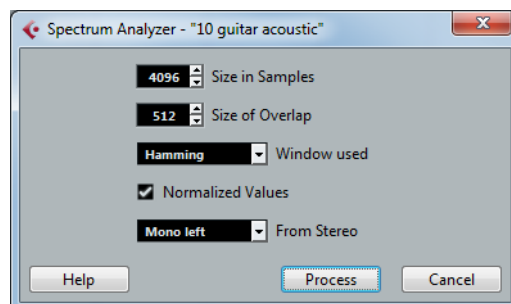 Spectrum Analyzer - "10 guitar acoustic"
4096 Size in Samples
512 Size of Overlap
Hamming Window used
Normalized Values
Mono left From Stereo
Help Process Cancel